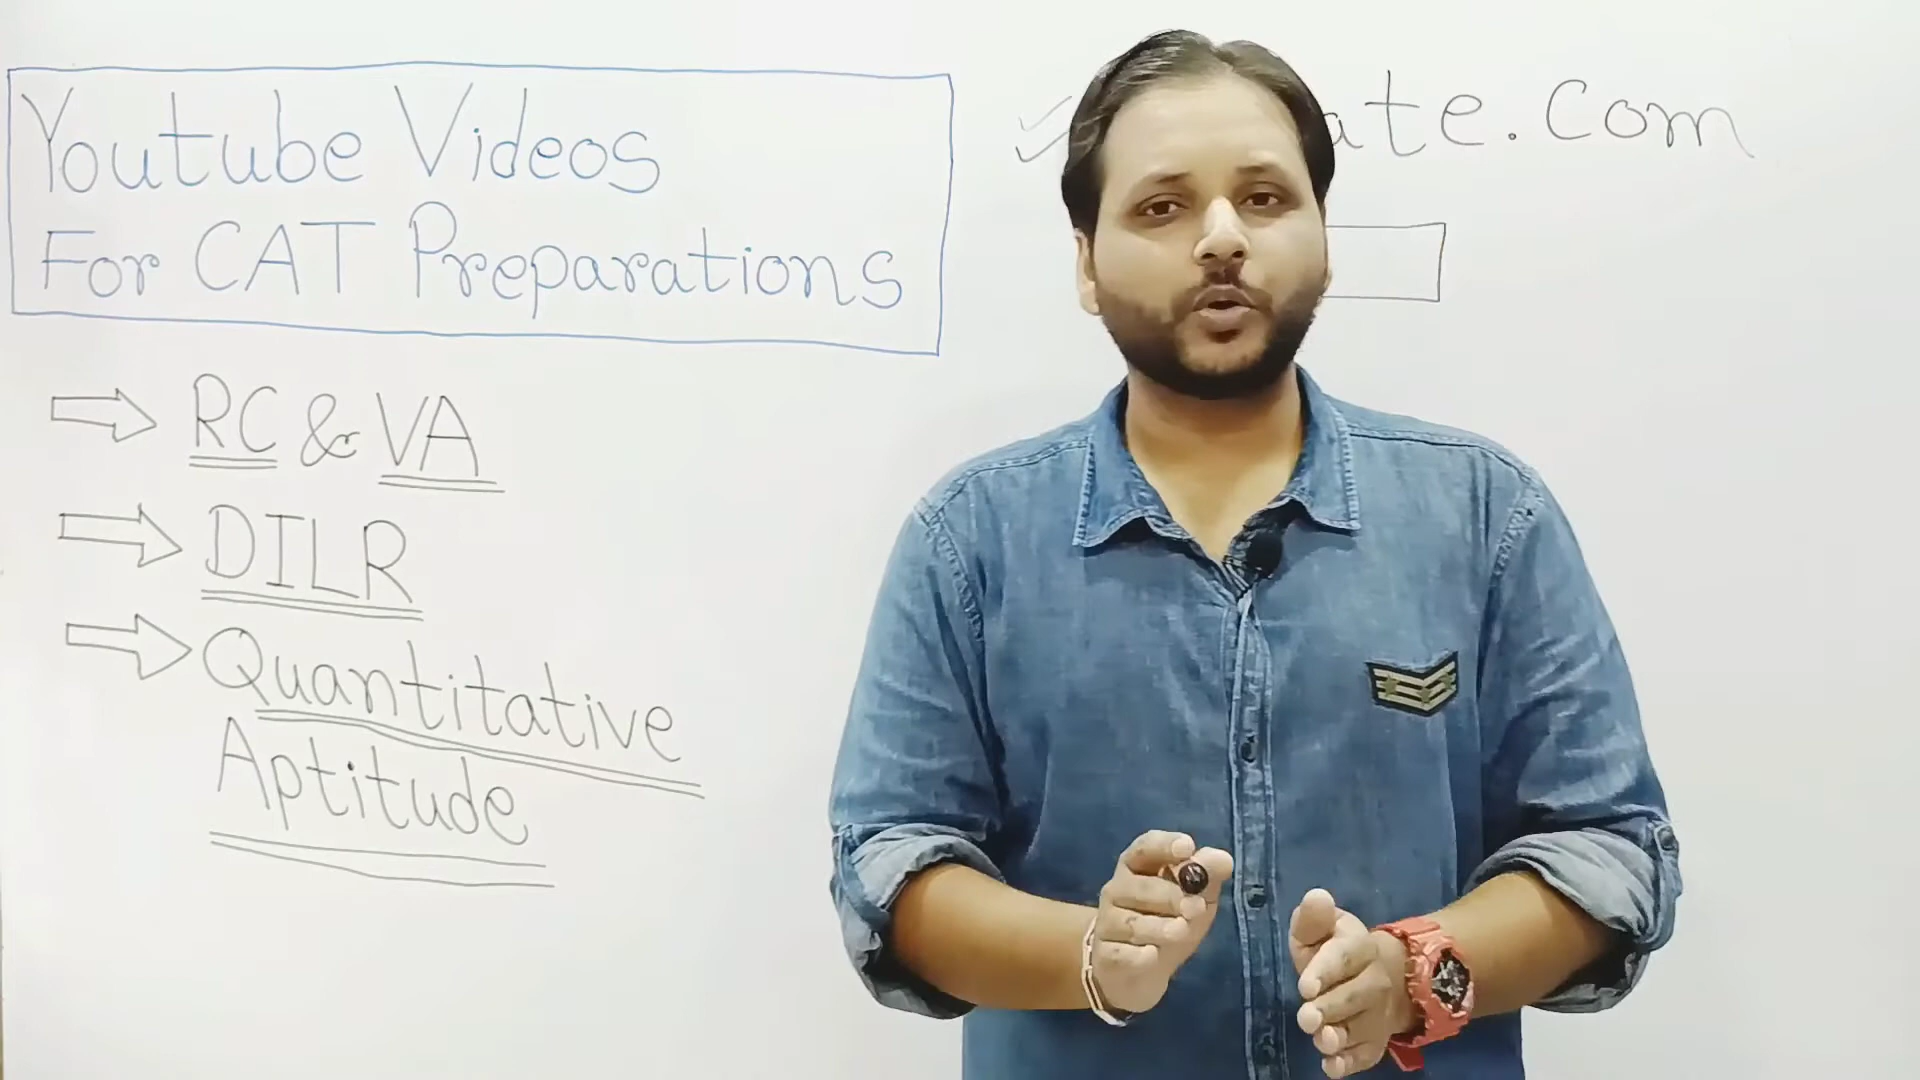 Youtube Videos
For CAT Preparations
RC & VA
DILR
Quantitative
Aptitude
ate.com